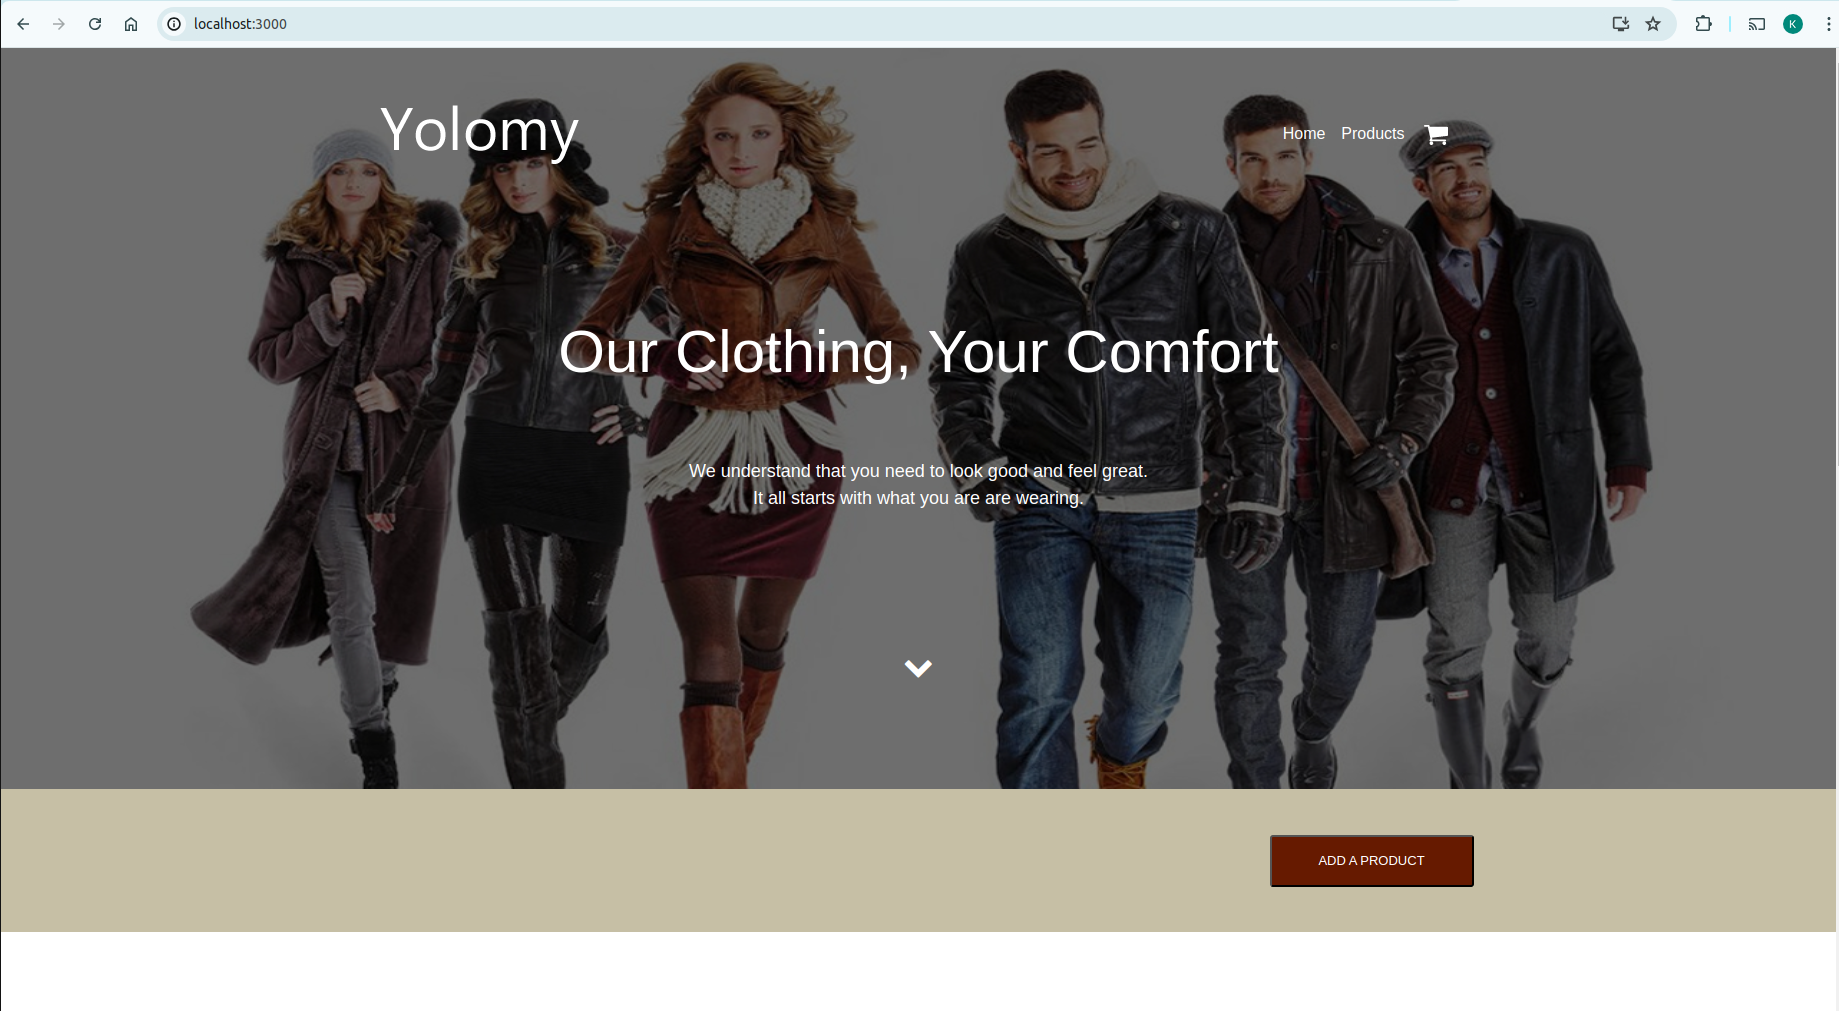 localhost:3000
K
Yolomy
Home Products
Our Clothing, Your Comfort
We understand that you need to look good and feel great.
It all starts with what you are are wearing.
ADD A PRODUCT